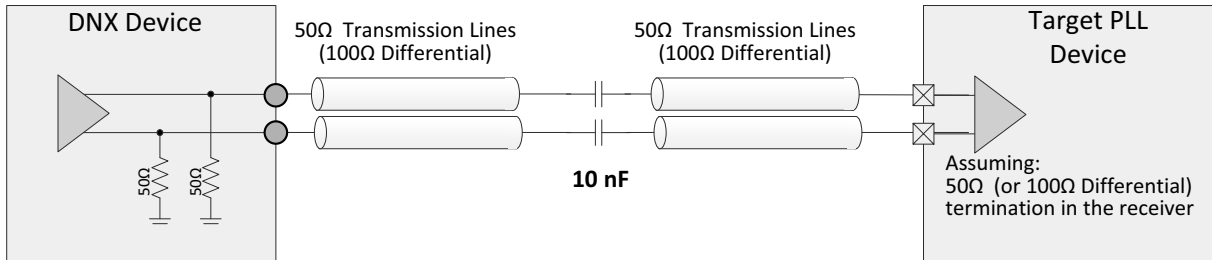 DNX Device
50Ω Transmission Lines
(100Ω Differential)
50Ω Transmission Lines
(100Ω Differential)
Target PLL
Device
50Ω
50Ω
10 nF
Assuming:
50Ω (or 100Ω Differential)
termination in the receiver